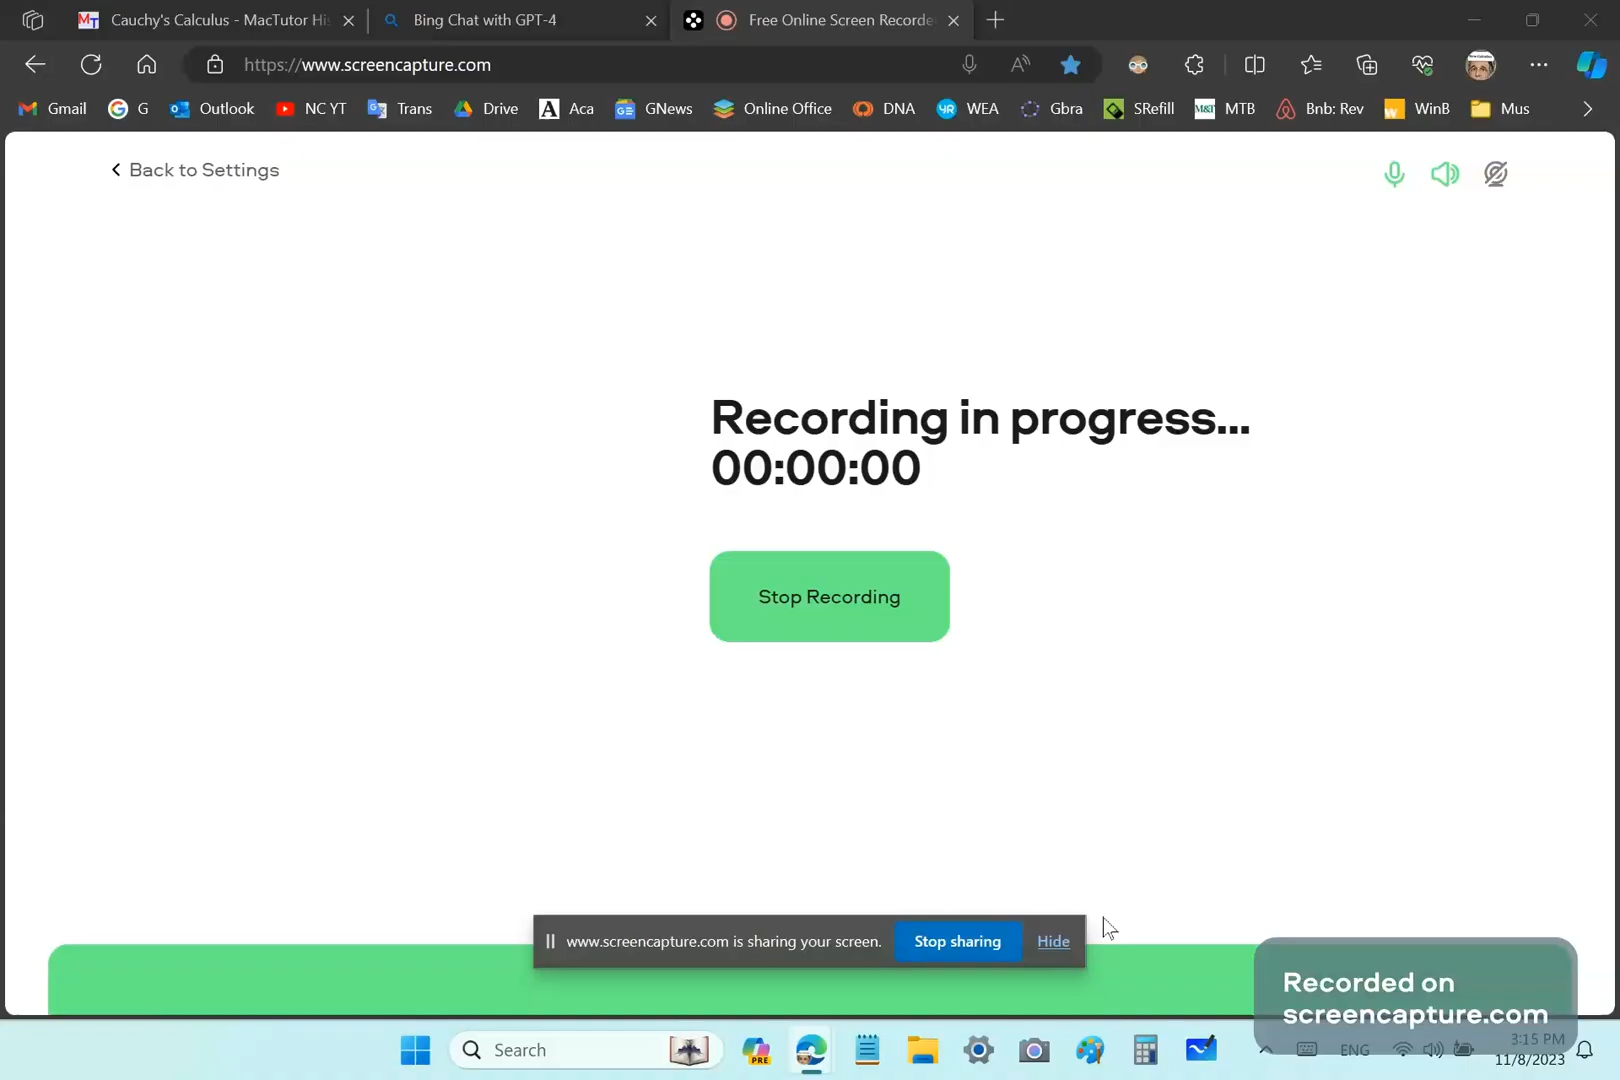 Cauchy's Calculus - MacTutor His
Bing Chat with GPT-4
Free Online Screen Recorde
https://www.screencapture.com
Gmail G Outlook NC YT Trans Drive A Aca GNews Online Office DNA WEA Gbra SRefill M&T MTB Bnb: Rev WinB Mus
Back to Settings
Recording in progress...
00:00:00
Stop Recording
www.screencapture.com is sharing your screen. Stop sharing Hide
Recorded on
screencapture.com
Search
PRE
ENG
3:15 PM
11/8/2023